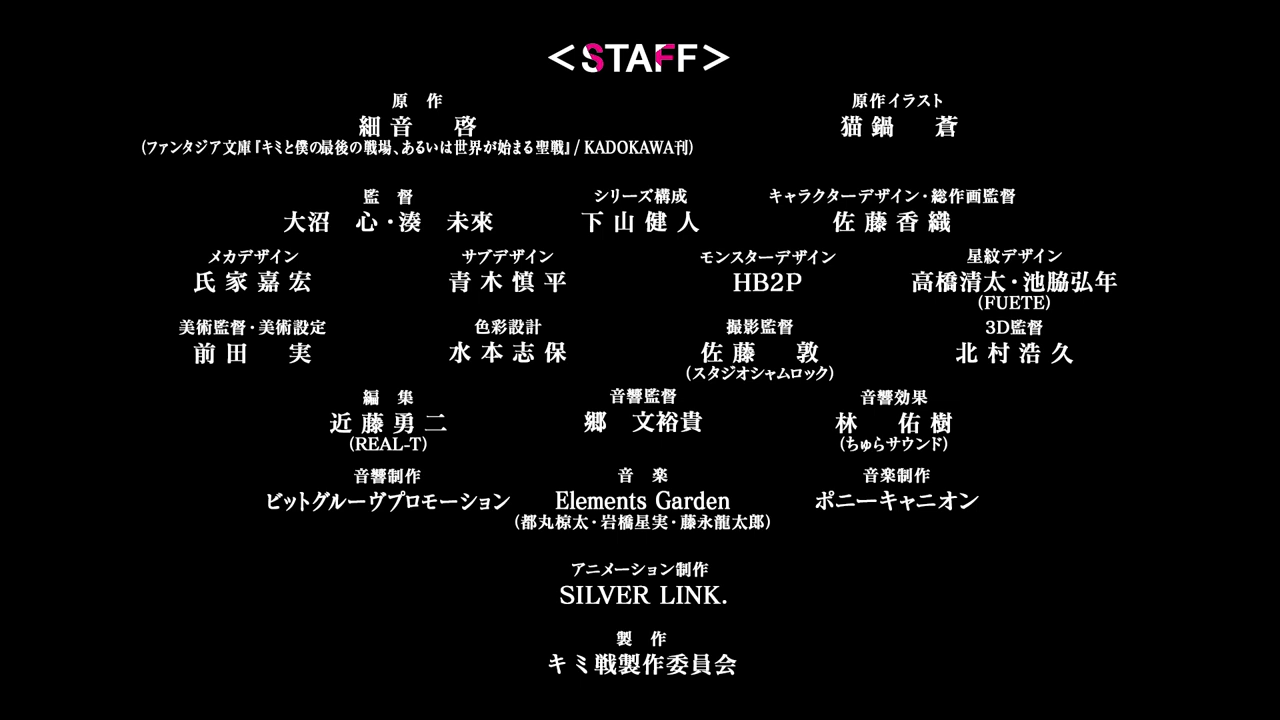 <STAFF>
原 作
細音 啓
(ファンタジア文庫『キミと僕の最後の戦場、あるいは世界が始まる聖戦』/ KADOKAWA刊)
原作イラスト
猫鍋 蒼
監 督
大沼 心・湊 未來
シリーズ構成
下山健人
キャラクターデザイン・総作画監督
佐藤香織
メカデザイン
氏家嘉宏
サブデザイン
青木慎平
モンスターデザイン
HB2P
星紋デザイン
高橋清太・池脇弘年
(FUETE)
美術監督・美術設定
前田 実
色彩設計
水本志保
撮影監督
佐藤 敦
(スタジオシャムロック)
3D監督
北村浩久
編 集
近藤勇二
(REAL-T)
音響監督
郷 文裕貴
音響効果
林 佑樹
(ちゅらサウンド)
音響制作
ビットグルーヴプロモーション
音 楽
Elements Garden
(都丸椋太・岩橋星実・藤永龍太郎)
音楽制作
ポニーキャニオン
アニメーション制作
SILVER LINK.
製 作
キミ戦製作委員会